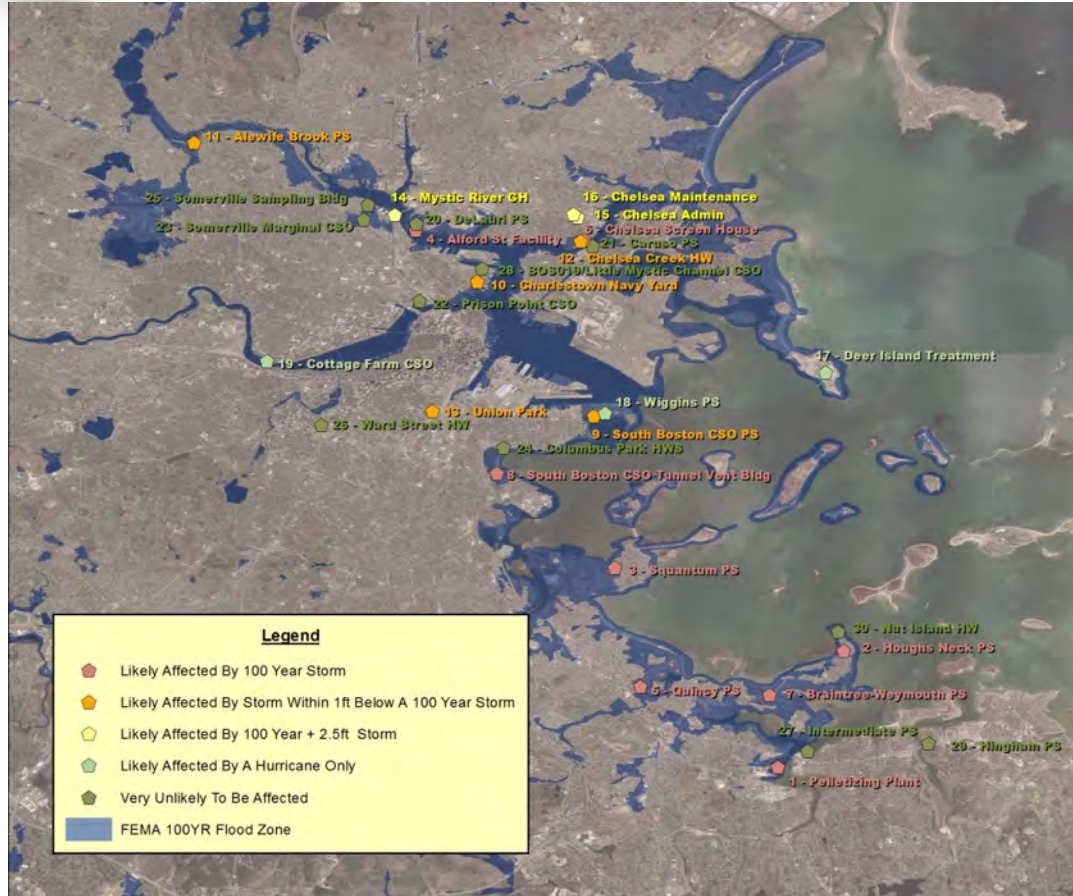 11 - Alewife Brook PS
25 - Somerville Sampling Bldg
14 - Mystic River GH
16 - Chelsea Maintenance
15 - Chelsea Admin
23 - Somerville Marginal CSO
20 - DeLauri PS
6 - Chelsea Screen House
4 - Alford St Facility
21 - Caruso PS
12 - Chelsea Creek HW
28 - BOS019/Little Mystic Channel CSO
10 - Charlestown Navy Yard
22 - Prison Point CSO
17 - Deer Island Treatment
19 - Cottage Farm CSO
18 - Wiggins PS
13 - Union Park
26 - Ward Street HW
9 - South Boston CSO PS
24 - Columbus Park HWS
8 - South Boston CSO Tunnel Vent Bldg
3 - Squantum PS
30 - Nut Island HW
2 - Houghs Neck PS
5 - Quincy PS
7 - Braintree-Weymouth PS
27 - Intermediate PS
29 - Hingham PS
1 - Pelletizing Plant
Legend
Likely Affected By 100 Year Storm
Likely Affected By Storm Within 1ft Below A 100 Year Storm
Likely Affected By 100 Year + 2.5ft Storm
Likely Affected By A Hurricane Only
Very Unlikely To Be Affected
FEMA 100YR Flood Zone